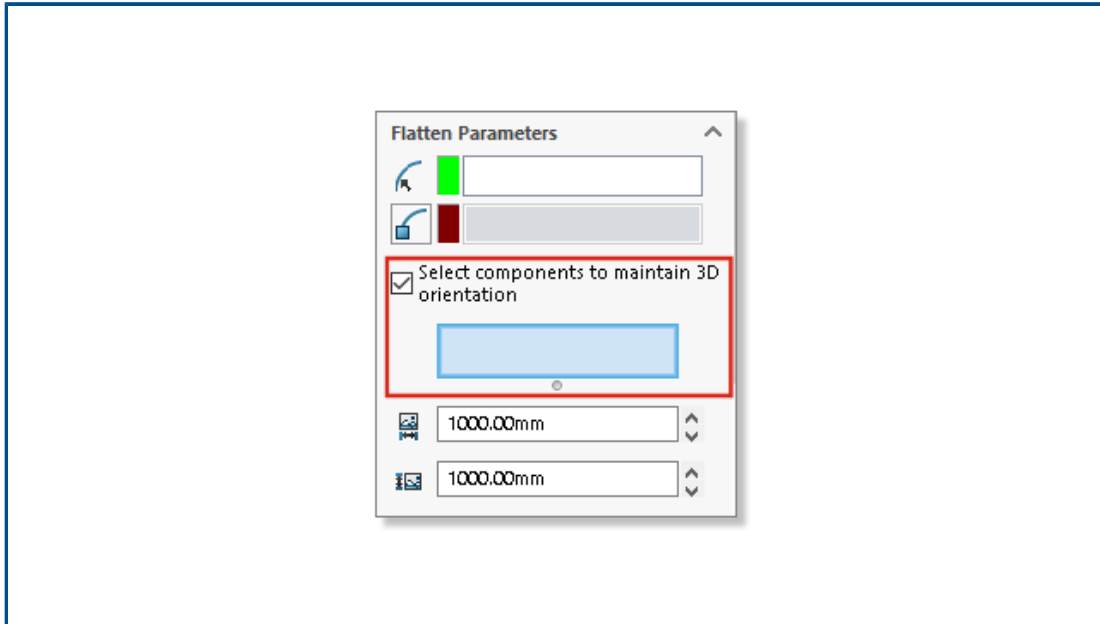 Flatten Parameters
Select components to maintain 3D
orientation
1000.00mm
1000.00mm